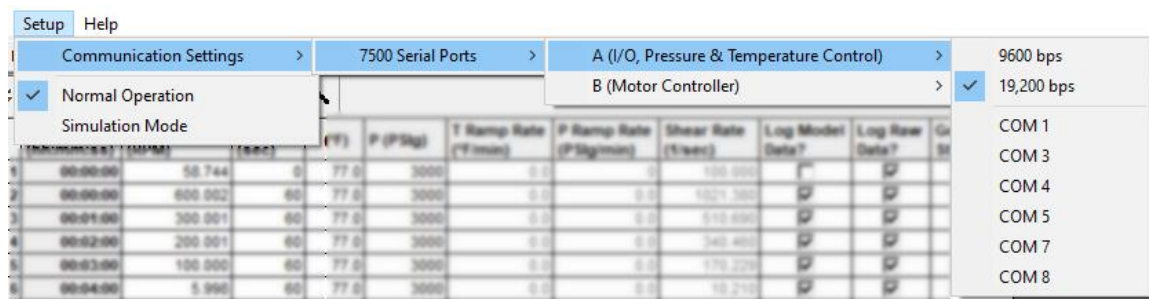 Setup Help
Communication Settings > 7500 Serial Ports > A (I/O, Pressure & Temperature Control) > 9600 bps
B (Motor Controller) > ✓ 19,200 bps
✓ Normal Operation
Simulation Mode
COM 1
COM 3
COM 4
COM 5
COM 7
COM 8
(°F) P (PSIg) T Ramp Rate (°F/min) P Ramp Rate (PSIg/min) Shear Rate (1/sec) Log Model Data? Log Raw Data?
(hh:mm:ss) (RPM) (sec)
1 00:00:00 58.744 0 77.0 3000 0.0 0 100.000
2 00:00:00 600.002 60 77.0 3000 0.0 0.0 1021.380
3 00:01:00 300.001 60 77.0 3000 0.0 0.0 510.690
4 00:02:00 200.001 60 77.0 3000 0.0 0.0 340.460
5 00:03:00 100.000 60 77.0 3000 0.0 0.0 170.229
6 00:04:00 5.998 60 77.0 3000 0.0 0.0 10.210